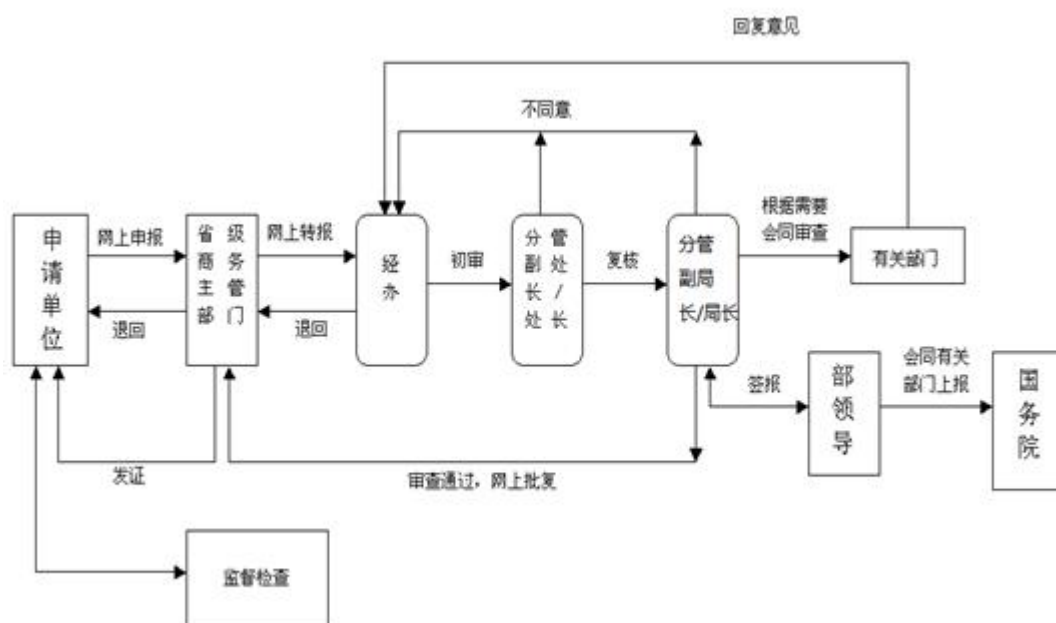 回复意见
不同意
申请单位
网上申报
退回
省级
商务
主管
部门
网上转报
退回
经办
初审
分管
副处
长/
处长
复核
分管
副局
长/局长
根据需要
会同审查
有关部门
签报
部领导
会同有关
部门上报
国务院
发证
审查通过，网上批复
监督检查